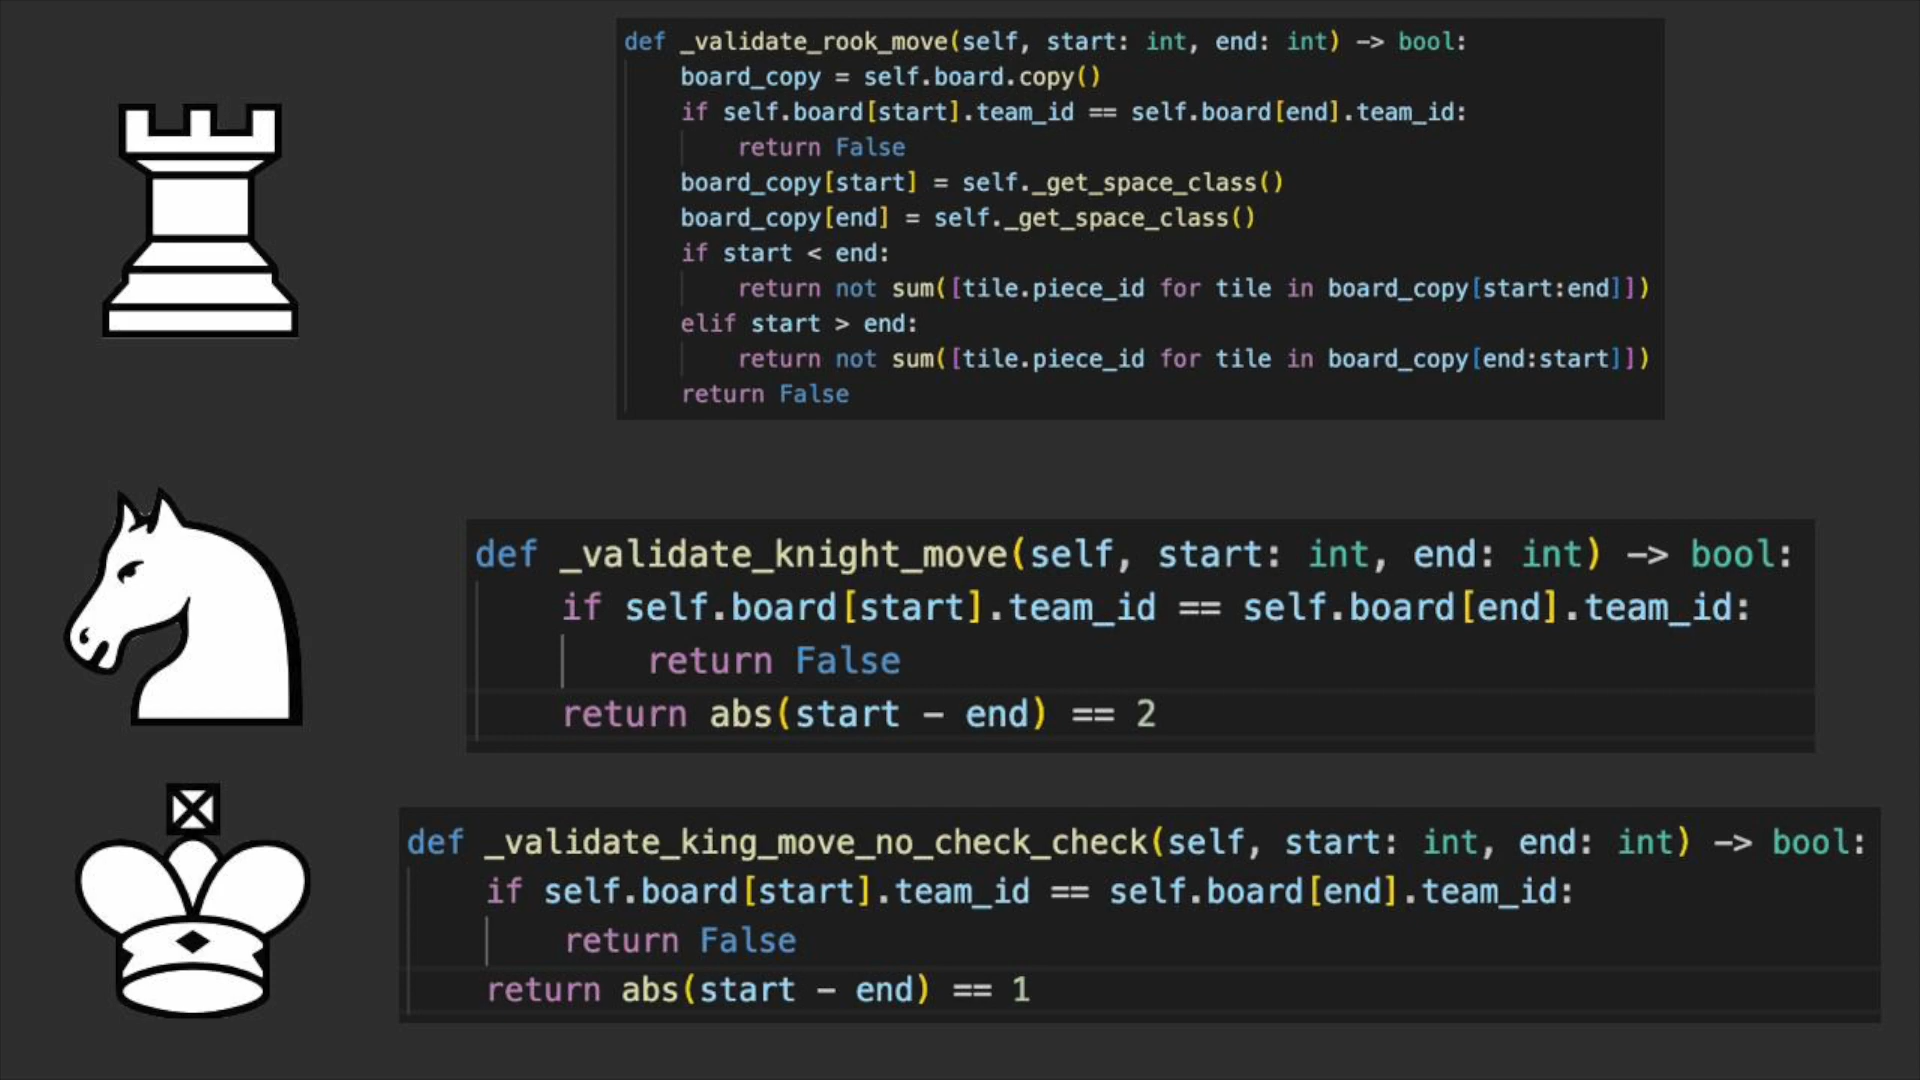 def _validate_rook_move(self, start: int, end: int) -> bool:
    board_copy = self.board.copy()
    if self.board[start].team_id == self.board[end].team_id:
        return False
    board_copy[start] = self._get_space_class()
    board_copy[end] = self._get_space_class()
    if start < end:
        return not sum([tile.piece_id for tile in board_copy[start:end]])
    elif start > end:
        return not sum([tile.piece_id for tile in board_copy[end:start]])
    return False
def _validate_knight_move(self, start: int, end: int) -> bool:
    if self.board[start].team_id == self.board[end].team_id:
        return False
    return abs(start - end) == 2
def _validate_king_move_no_check_check(self, start: int, end: int) -> bool:
    if self.board[start].team_id == self.board[end].team_id:
        return False
    return abs(start - end) == 1